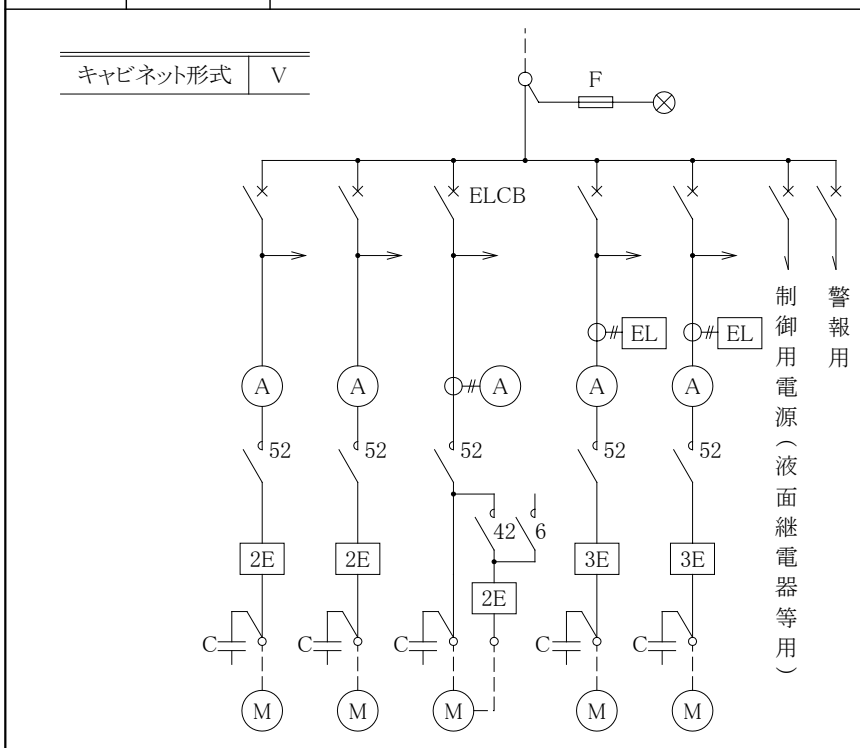 キャビネット形式 V
F
ELCB
EL EL
制御用電源(液面継電器等用)
警報用
A A A A A
52 52 52 52 52
42 6
2E 2E 3E 3E
2E
C C C C C
M M M M M